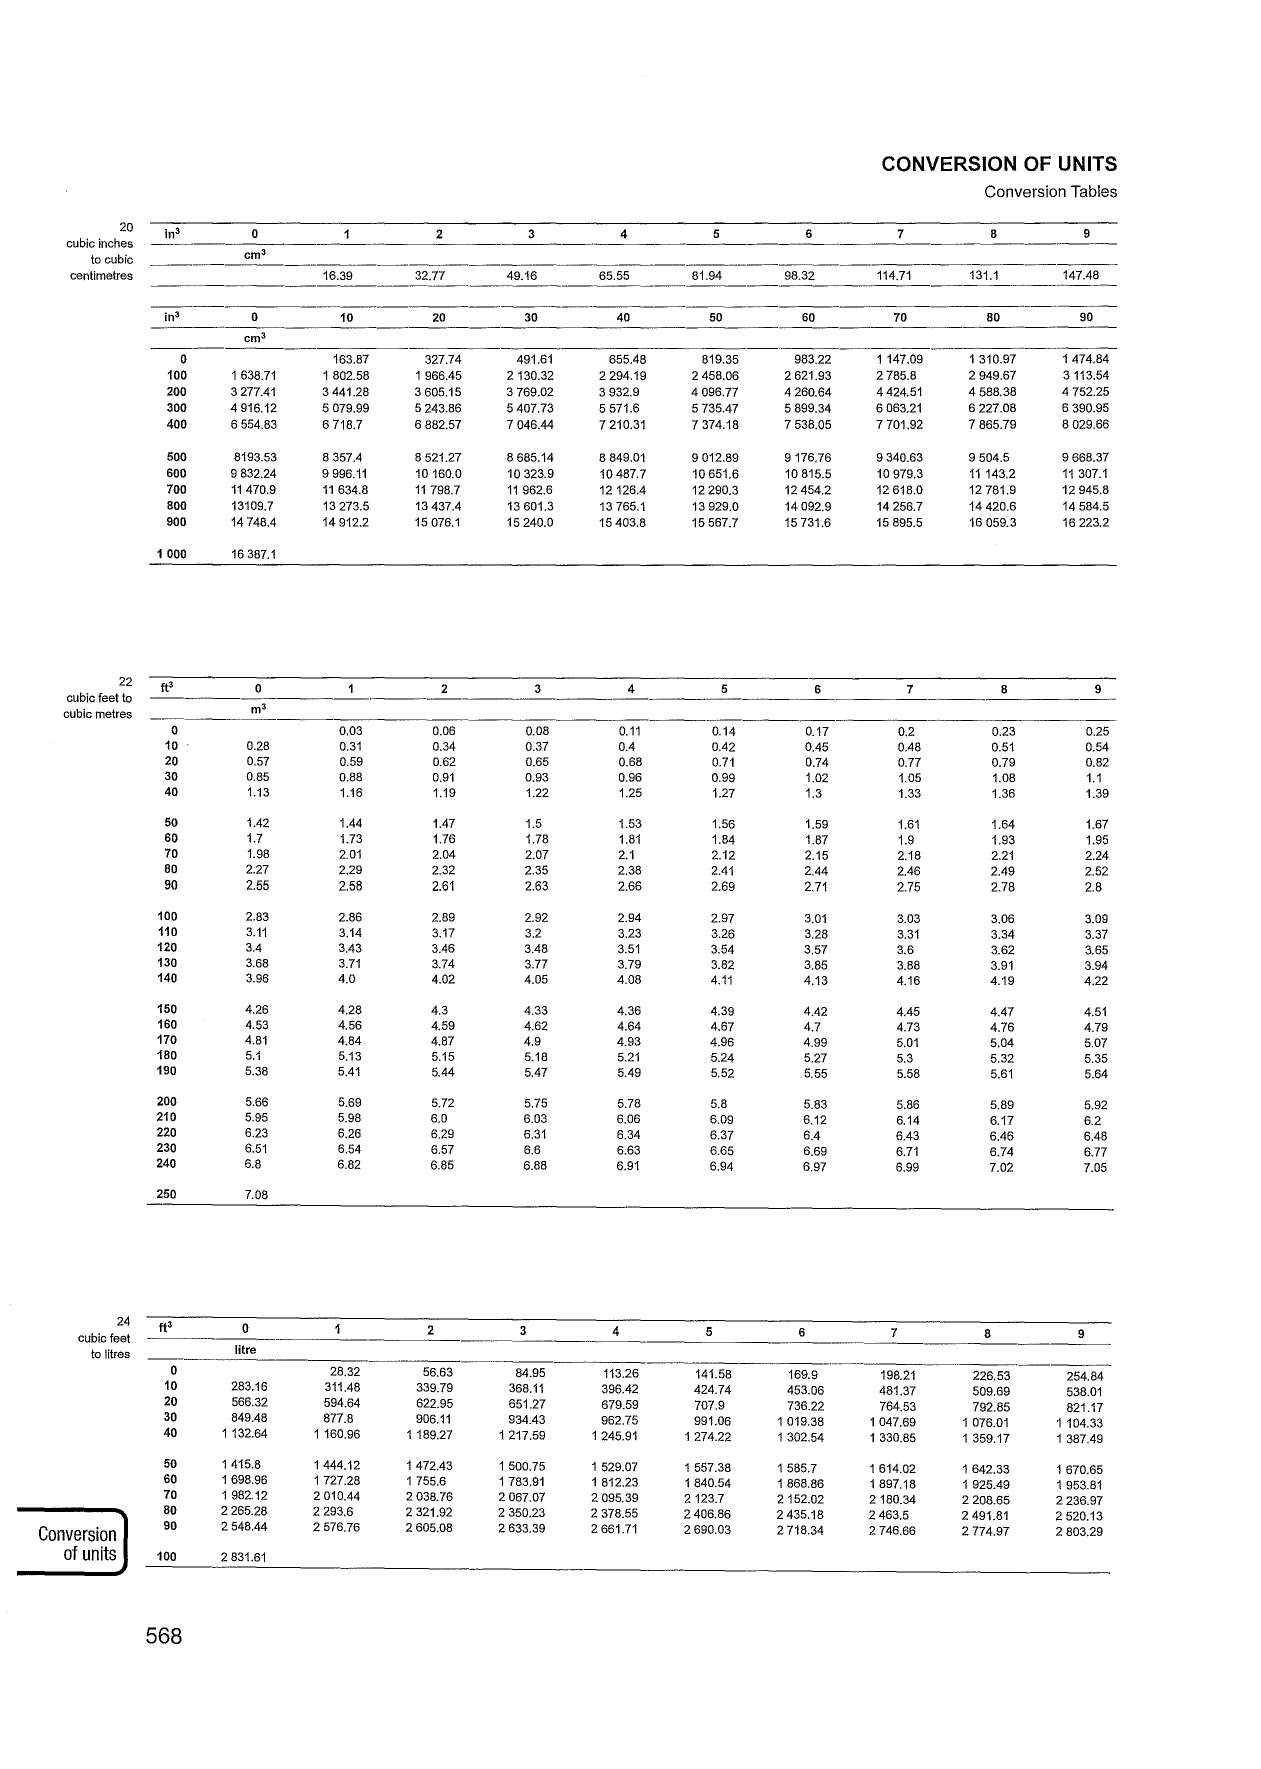 CONVERSION OF UNITS
Conversion Tables
20
cubic inches
to cubic
centimetres
in³ 0 1 2 3 4 5 6 7 8 9
cm³
16.39 32.77 49.16 65.55 81.94 98.32 114.71 131.1 147.48
in³ 0 10 20 30 40 50 60 70 80 90
cm³
0 163.87 327.74 491.61 655.48 819.35 983.22 1 147.09 1 310.97 1 474.84
100 1 638.71 1 802.58 1 966.45 2 130.32 2 294.19 2 458.06 2 621.93 2 785.8 2 949.67 3 113.54
200 3 277.41 3 441.28 3 605.15 3 769.02 3 932.9 4 096.77 4 260.64 4 424.51 4 588.38 4 752.25
300 4 916.12 5 079.99 5 243.86 5 407.73 5 571.6 5 735.47 5 899.34 6 063.21 6 227.08 6 390.95
400 6 554.83 6 718.7 6 882.57 7 046.44 7 210.31 7 374.18 7 538.05 7 701.92 7 865.79 8 029.66
500 8193.53 8 357.4 8 521.27 8 685.14 8 849.01 9 012.89 9 176.76 9 340.63 9 504.5 9 668.37
600 9 832.24 9 996.11 10 160.0 10 323.9 10 487.7 10 651.6 10 815.5 10 979.3 11 143.2 11 307.1
700 11 470.9 11 634.8 11 798.7 11 962.6 12 126.4 12 290.3 12 454.2 12 618.0 12 781.9 12 945.8
800 13109.7 13 273.5 13 437.4 13 601.3 13 765.1 13 929.0 14 092.9 14 256.7 14 420.6 14 584.5
900 14 748.4 14 912.2 15 076.1 15 240.0 15 403.8 15 567.7 15 731.6 15 895.5 16 059.3 16 223.2
1 000 16 387.1
22
cubic feet to
cubic metres
ft³ 0 1 2 3 4 5 6 7 8 9
m³
0 0.03 0.06 0.08 0.11 0.14 0.17 0.2 0.23 0.25
10 0.28 0.31 0.34 0.37 0.4 0.42 0.45 0.48 0.51 0.54
20 0.57 0.59 0.62 0.65 0.68 0.71 0.74 0.77 0.79 0.82
30 0.85 0.88 0.91 0.93 0.96 0.99 1.02 1.05 1.08 1.1
40 1.13 1.16 1.19 1.22 1.25 1.27 1.3 1.33 1.36 1.39
50 1.42 1.44 1.47 1.5 1.53 1.56 1.59 1.61 1.64 1.67
60 1.7 1.73 1.76 1.78 1.81 1.84 1.87 1.9 1.93 1.95
70 1.98 2.01 2.04 2.07 2.1 2.12 2.15 2.18 2.21 2.24
80 2.27 2.29 2.32 2.35 2.38 2.41 2.44 2.46 2.49 2.52
90 2.55 2.58 2.61 2.63 2.66 2.69 2.71 2.75 2.78 2.8
100 2.83 2.86 2.89 2.92 2.94 2.97 3.01 3.03 3.06 3.09
110 3.11 3.14 3.17 3.2 3.23 3.26 3.28 3.31 3.34 3.37
120 3.4 3.43 3.46 3.48 3.51 3.54 3.57 3.6 3.62 3.65
130 3.68 3.71 3.74 3.77 3.79 3.82 3.85 3.88 3.91 3.94
140 3.96 4.0 4.02 4.05 4.08 4.11 4.13 4.16 4.19 4.22
150 4.26 4.28 4.3 4.33 4.36 4.39 4.42 4.45 4.47 4.51
160 4.53 4.56 4.59 4.62 4.64 4.67 4.7 4.73 4.76 4.79
170 4.81 4.84 4.87 4.9 4.93 4.96 4.99 5.01 5.04 5.07
180 5.1 5.13 5.15 5.18 5.21 5.24 5.27 5.3 5.32 5.35
190 5.38 5.41 5.44 5.47 5.49 5.52 5.55 5.58 5.61 5.64
200 5.66 5.69 5.72 5.75 5.78 5.8 5.83 5.86 5.89 5.92
210 5.95 5.98 6.0 6.03 6.06 6.09 6.12 6.14 6.17 6.2
220 6.23 6.26 6.29 6.31 6.34 6.37 6.4 6.43 6.46 6.48
230 6.51 6.54 6.57 6.6 6.63 6.65 6.69 6.71 6.74 6.77
240 6.8 6.82 6.85 6.88 6.91 6.94 6.97 6.99 7.02 7.05
250 7.08
24
cubic feet
to litres
ft³ 0 1 2 3 4 5 6 7 8 9
litre
0 28.32 56.63 84.95 113.26 141.58 169.9 198.21 226.53 254.84
10 283.16 311.48 339.79 368.11 396.42 424.74 453.06 481.37 509.69 538.01
20 566.32 594.64 622.95 651.27 679.59 707.9 736.22 764.53 792.85 821.17
30 849.48 877.8 906.11 934.43 962.75 991.06 1 019.38 1 047.69 1 076.01 1 104.33
40 1 132.64 1 160.96 1 189.27 1 217.59 1 245.91 1 274.22 1 302.54 1 330.85 1 359.17 1 387.49
50 1 415.8 1 444.12 1 472.43 1 500.75 1 529.07 1 557.38 1 585.7 1 614.02 1 642.33 1 670.65
60 1 698.96 1 727.28 1 755.6 1 783.91 1 812.23 1 840.54 1 868.86 1 897.18 1 925.49 1 953.81
70 1 982.12 2 010.44 2 038.76 2 067.07 2 095.39 2 123.7 2 152.02 2 180.34 2 208.65 2 236.97
80 2 265.28 2 293.6 2 321.92 2 350.23 2 378.55 2 406.86 2 435.18 2 463.5 2 491.81 2 520.13
90 2 548.44 2 576.76 2 605.08 2 633.39 2 661.71 2 690.03 2 718.34 2 746.66 2 774.97 2 803.29
100 2 831.61
Conversion
of units
568